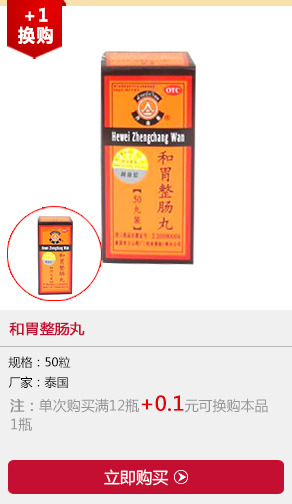 +1
换购
OTC
Hewei Zhengchang Wan
和胃整肠丸
【50丸装】
Hewei Zhengchang Wan
和胃整肠丸
和胃整肠丸
规格：50粒
厂家：泰国
注：单次购买满12瓶+0.1元可换购本品
1瓶
立即购买